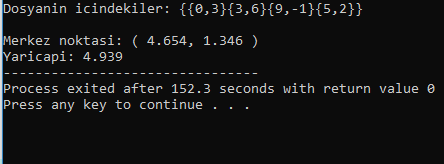 Dosyanin icindekiler: {{0,3}{3,6}{9,-1}{5,2}}
Merkez noktasi: ( 4.654, 1.346 )
Yaricapi: 4.939
--------------------------------
Process exited after 152.3 seconds with return value 0
Press any key to continue . . .